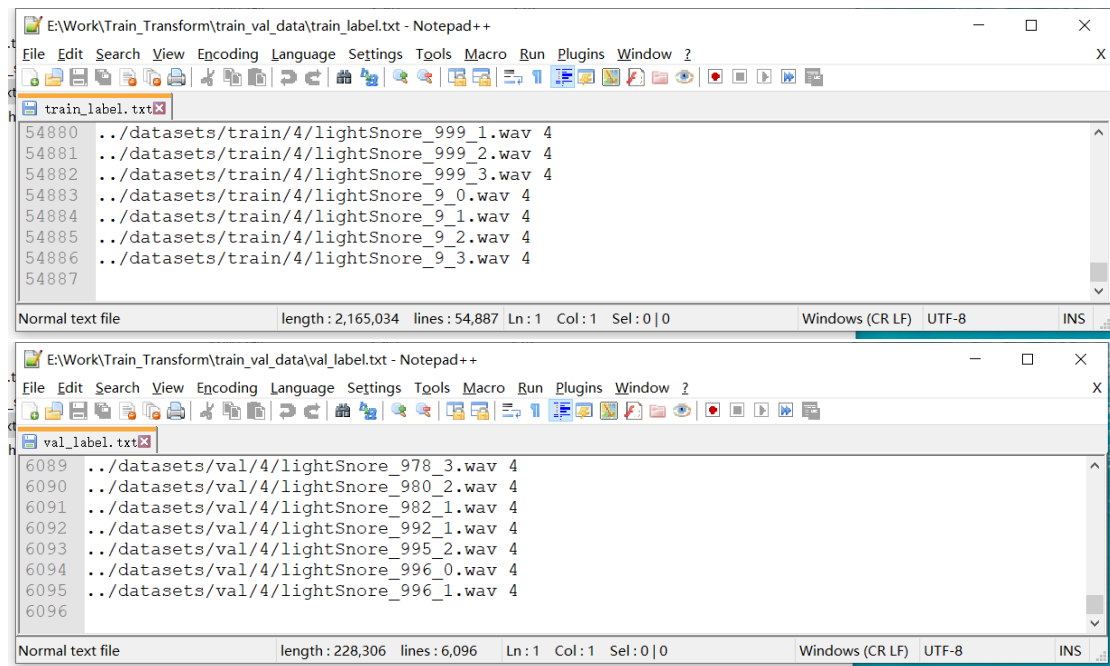 E:\Work\Train_Transform\train_val_data\train_label.txt - Notepad++
File Edit Search View Encoding Language Settings Tools Macro Run Plugins Window ? X
train_label.txt
54880 ../datasets/train/4/lightSnore_999_1.wav 4
54881 ../datasets/train/4/lightSnore_999_2.wav 4
54882 ../datasets/train/4/lightSnore_999_3.wav 4
54883 ../datasets/train/4/lightSnore_9_0.wav 4
54884 ../datasets/train/4/lightSnore_9_1.wav 4
54885 ../datasets/train/4/lightSnore_9_2.wav 4
54886 ../datasets/train/4/lightSnore_9_3.wav 4
54887
Normal text file length : 2,165,034 lines : 54,887 Ln : 1 Col : 1 Sel : 0 | 0 Windows (CR LF) UTF-8 INS
E:\Work\Train_Transform\train_val_data\val_label.txt - Notepad++
File Edit Search View Encoding Language Settings Tools Macro Run Plugins Window ? X
val_label.txt
6089 ../datasets/val/4/lightSnore_978_3.wav 4
6090 ../datasets/val/4/lightSnore_980_2.wav 4
6091 ../datasets/val/4/lightSnore_982_1.wav 4
6092 ../datasets/val/4/lightSnore_992_1.wav 4
6093 ../datasets/val/4/lightSnore_995_2.wav 4
6094 ../datasets/val/4/lightSnore_996_0.wav 4
6095 ../datasets/val/4/lightSnore_996_1.wav 4
6096
Normal text file length : 228,306 lines : 6,096 Ln : 1 Col : 1 Sel : 0 | 0 Windows (CR LF) UTF-8 INS